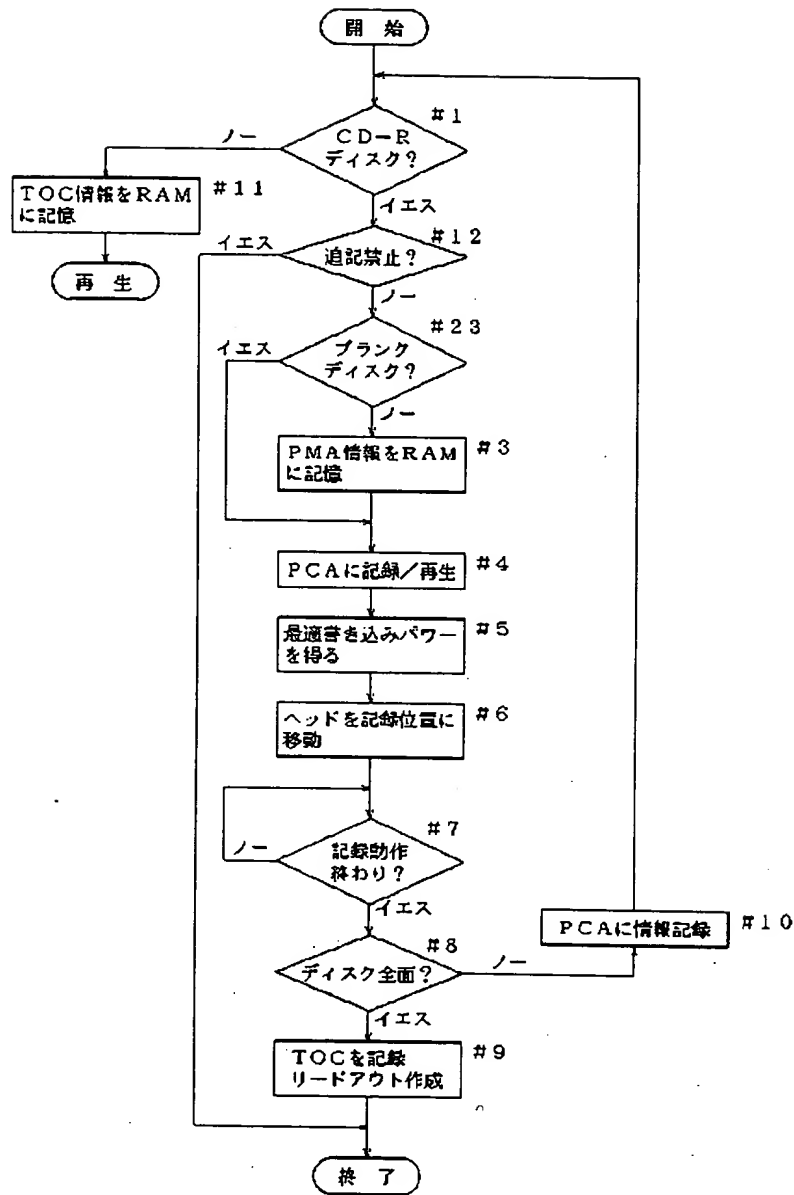 開 始
#1
CD-R
ディスク?
ノー
イエス
TOC情報をRAM
に記憶
#11
再 生
#12
追記禁止?
イエス
ノー
#23
ブランク
ディスク?
イエス
ノー
PMA情報をRAM
に記憶
#3
PCAに記録/再生
#4
最適書き込みパワー
を得る
#5
ヘッドを記録位置に
移動
#6
#7
記録動作
終わり?
ノー
イエス
#8
ディスク全面?
ノー
イエス
PCAに情報記録
#10
TOCを記録
リードアウト作成
#9
終 了